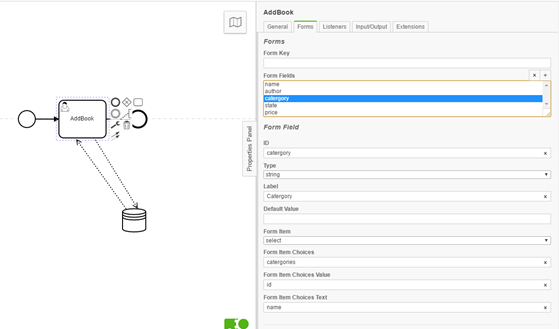 AddBook
General Forms Listeners Input/Output Extensions
Forms
Form Key
Form Fields
x +
name
author
catergory
state
price
Form Field
ID
catergory x
Type
string
Label
Catergory x
Default Value
Form Item
select
Form Item Choices
catergories x
Form Item Choices Value
id x
Form Item Choices Text
name x
AddBook
Properties Panel